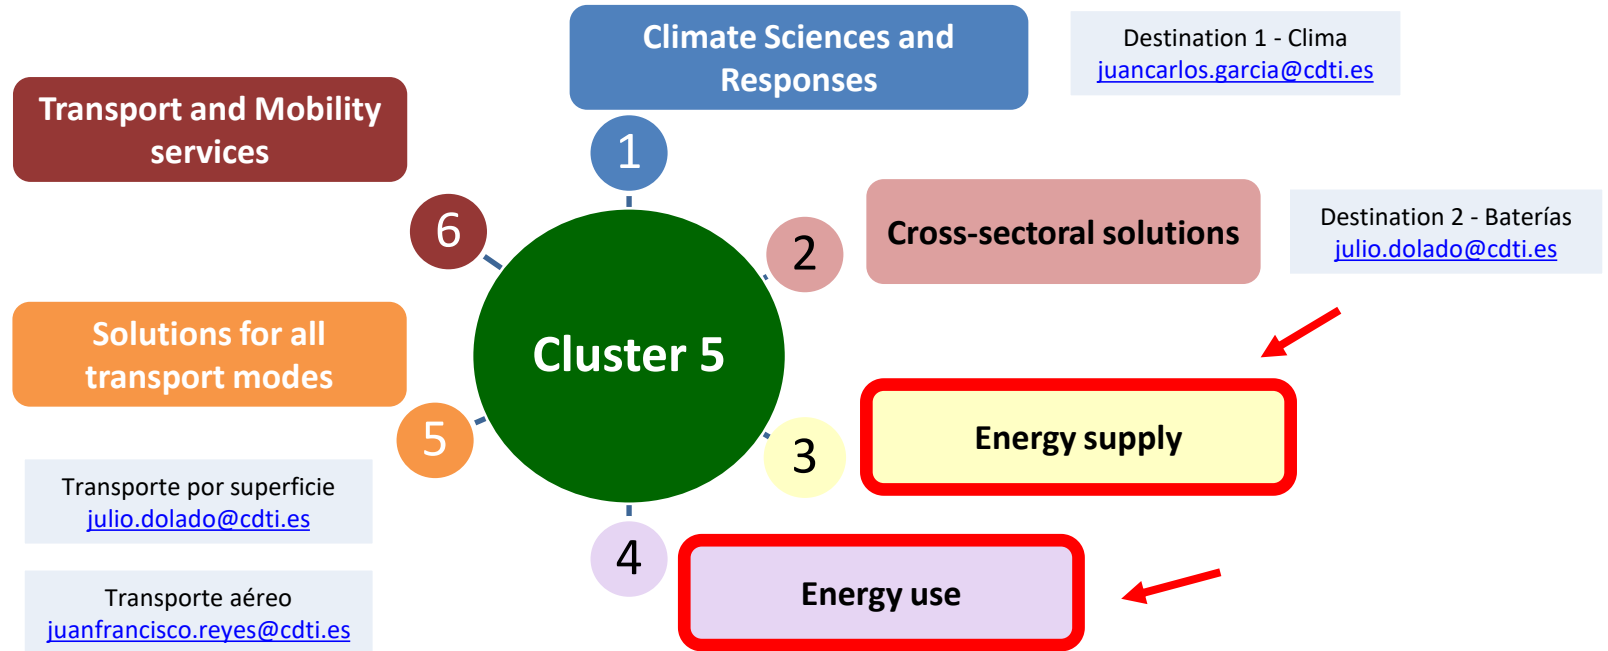 Climate Sciences and
Responses
Destination 1 - Clima
juancarlos.garcia@cdti.es
Transport and Mobility
services
1
6
2
Cross-sectoral solutions
Destination 2 - Baterías
julio.dolado@cdti.es
Solutions for all
transport modes
Cluster 5
5
3
Energy supply
Transporte por superficie
julio.dolado@cdti.es
4
Energy use
Transporte aéreo
juanfrancisco.reyes@cdti.es